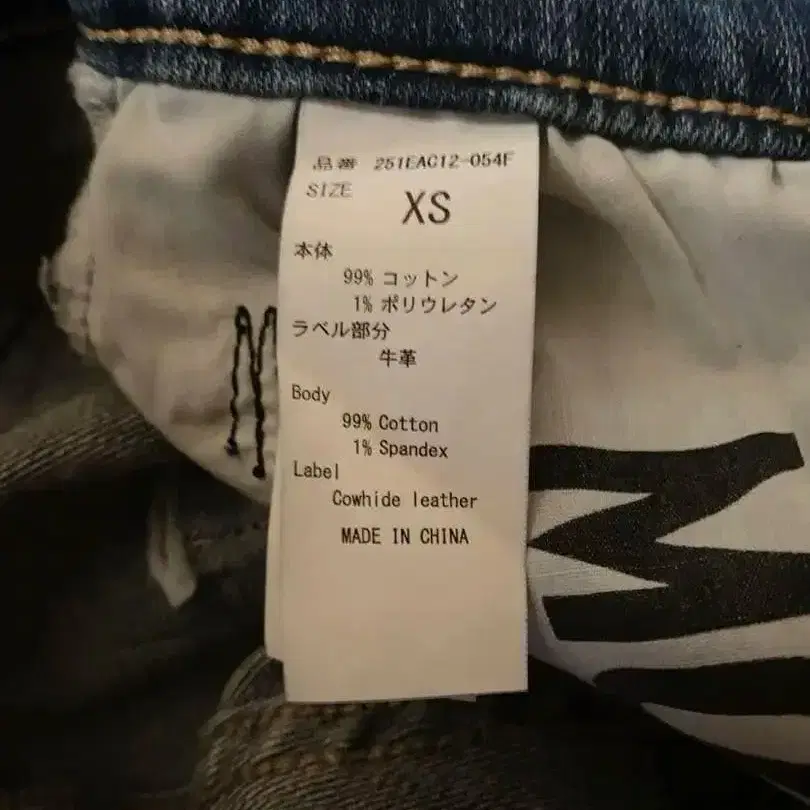 品番 251EAC12-054F
SIZE
XS
本体
99% コットン
1% ポリウレタン
ラベル部分
牛革
Body
99% Cotton
1% Spandex
Label
Cowhide leather
MADE IN CHINA